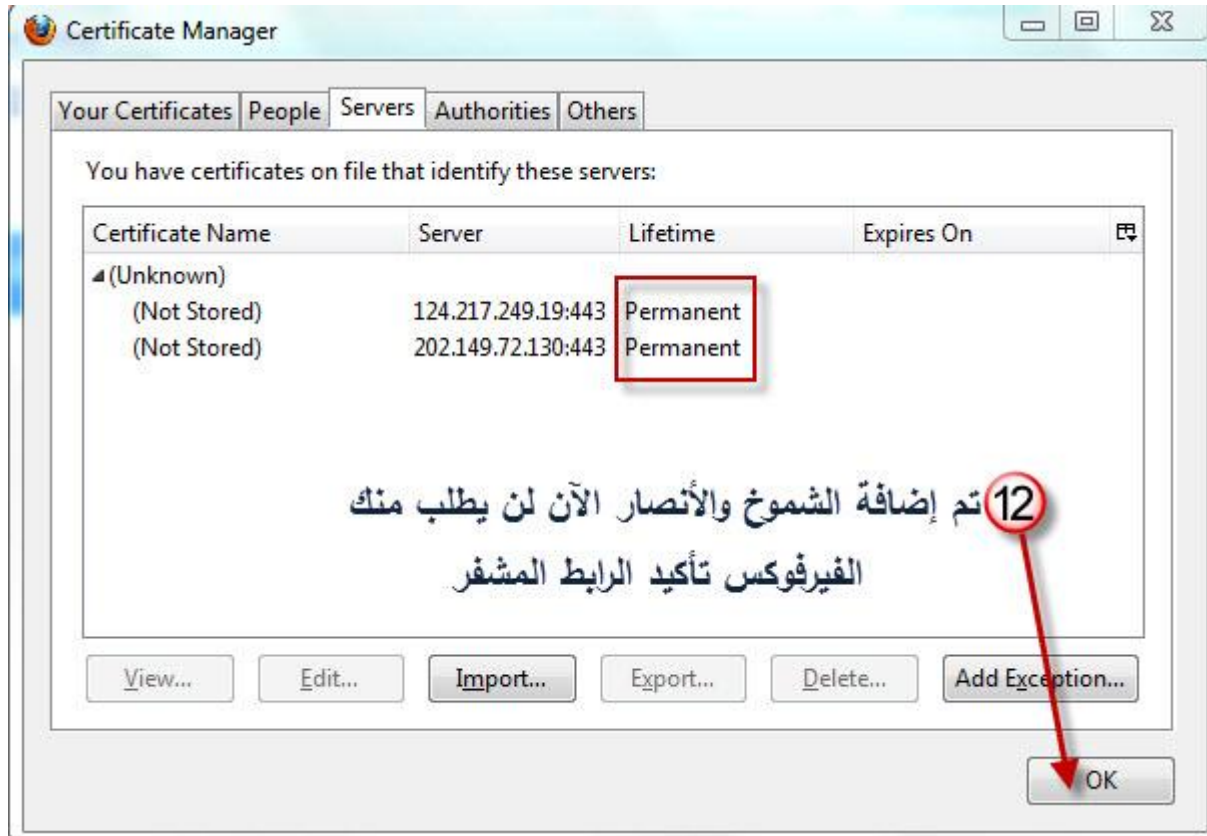 Certificate Manager
Your Certificates People Servers Authorities Others
You have certificates on file that identify these servers:
Certificate Name Server Lifetime Expires On
(Unknown)
(Not Stored) 124.217.249.19:443 Permanent
(Not Stored) 202.149.72.130:443 Permanent
12 تم إضافة الشموخ والأنصار الآن لن يطلب منك
الفيرفوكس تأكيد الرابط المشفر
View... Edit... Import... Export... Delete... Add Exception...
OK